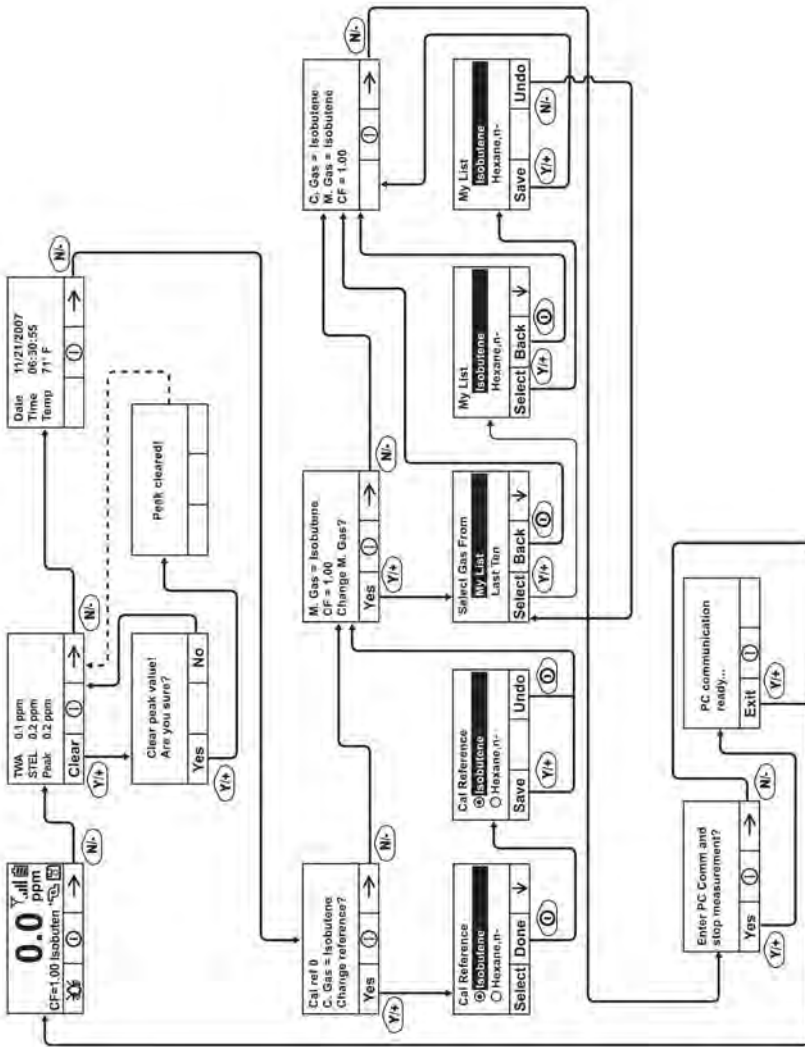 0.0 ppm
CF=1.00 Isobuten
N/-
TWA 0.1 ppm
STEL 0.2 ppm
Peak 0.2 ppm
Clear
Y/+
N/-
Clear peak value!
Are you sure?
Yes No
Y/+
Peak cleared!
Date 11/21/2007
Time 06:30:55
Temp 71° F
N/-
Cal ref 0
C. Gas = Isobutene
Change reference?
Yes
Y/+
N/-
Cal Reference
Isobutene
Hexane,n-
Select Done
Cal Reference
Isobutene
Hexane,n-
Save Undo
Y/+
M. Gas = Isobutene
CF = 1.00
Change M. Gas?
Yes
Y/+
N/-
Select Gas From
My List
Last Ten
Select Back
Y/+
My List
Isobutene
Hexane,n-
Select Back
Y/+
My List
Isobutene
Hexane,n-
Save Undo
Y/+
N/-
C. Gas = Isobutene
M. Gas = Isobutene
CF = 1.00
N/-
Enter PC Comm and
stop measurement?
Yes
Y/+
N/-
PC communication
ready...
Exit
Y/+